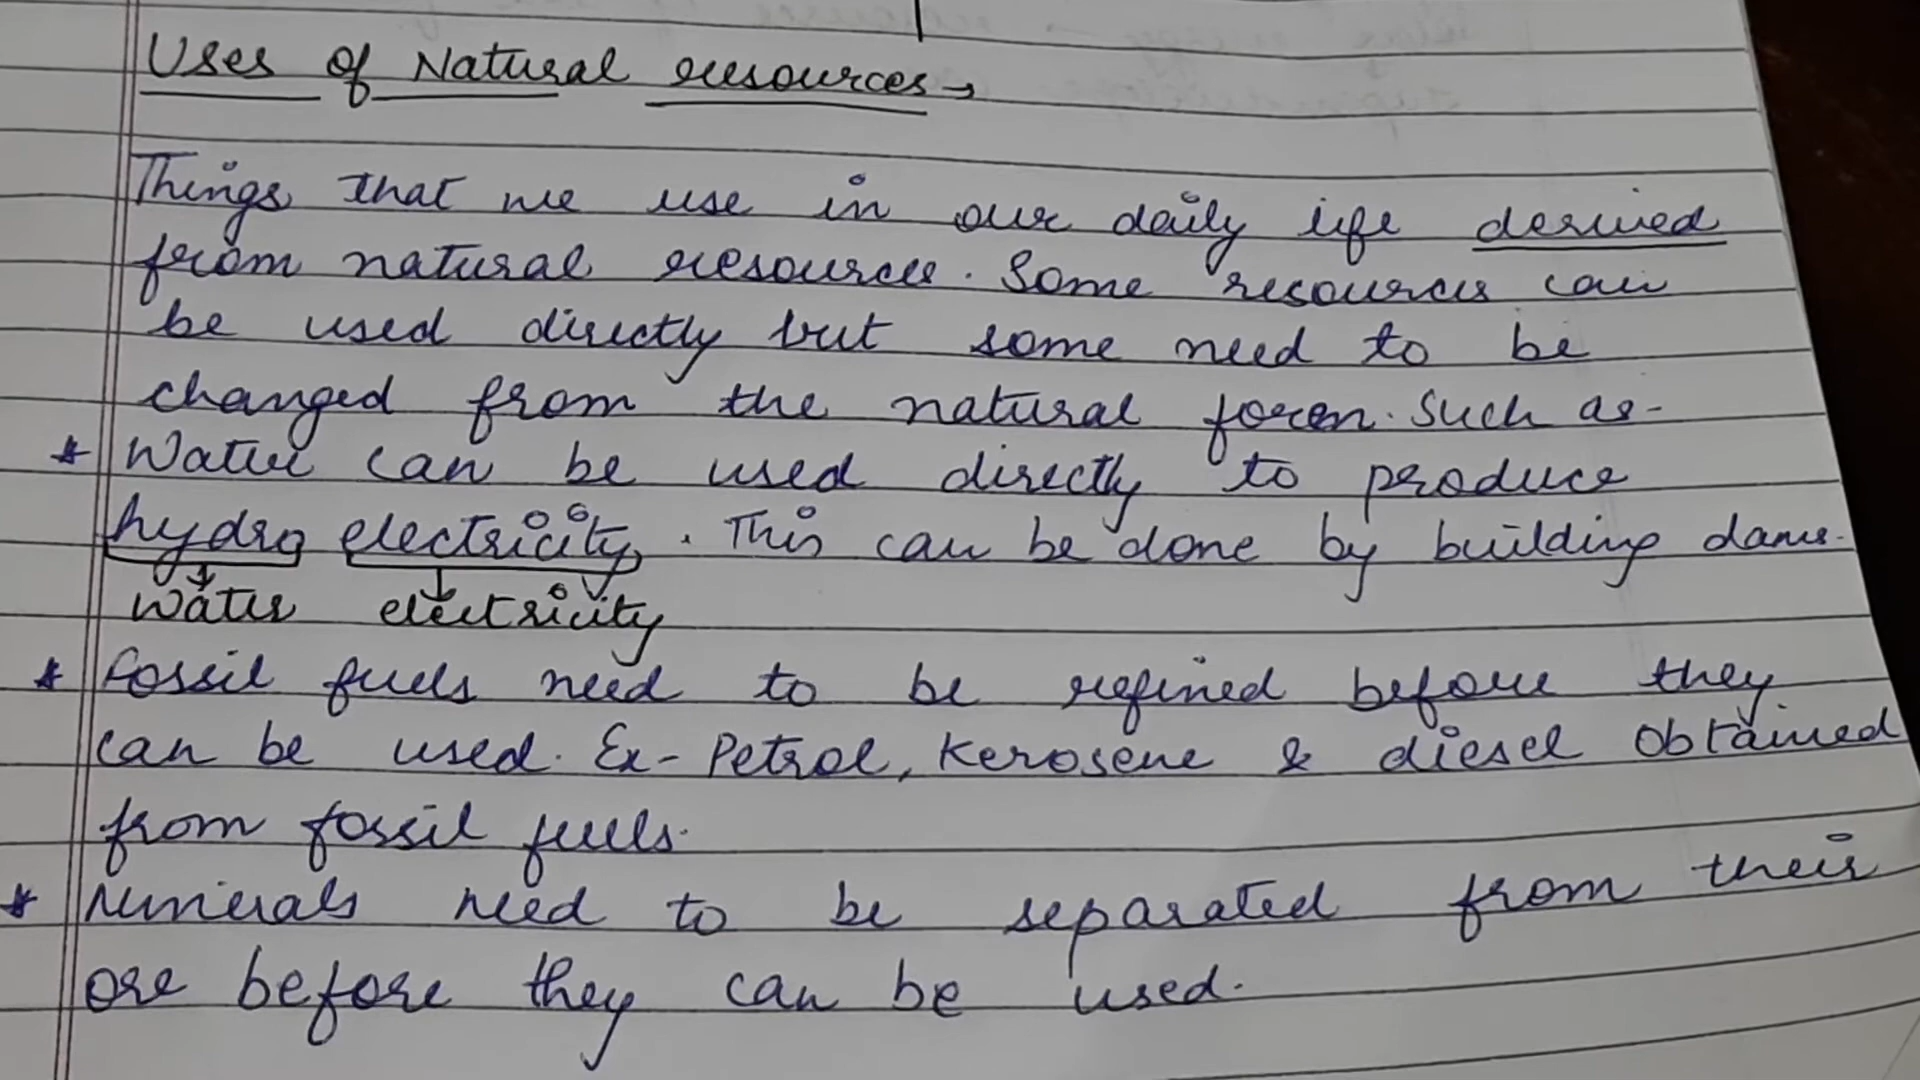 Uses of Natural resources →
Things that we use in our daily life derived
from natural resources. Some resources can
be used directly but some need to be
changed from the natural form. Such as-
* Water can be used directly to produce
hydro electricity. This can be done by building dams.
water electricity
* Fossil fuels need to be refined before they
can be used. Ex- Petrol, Kerosene & diesel obtained
from fossil fuels.
* Minerals need to be separated from their
ore before they can be used.